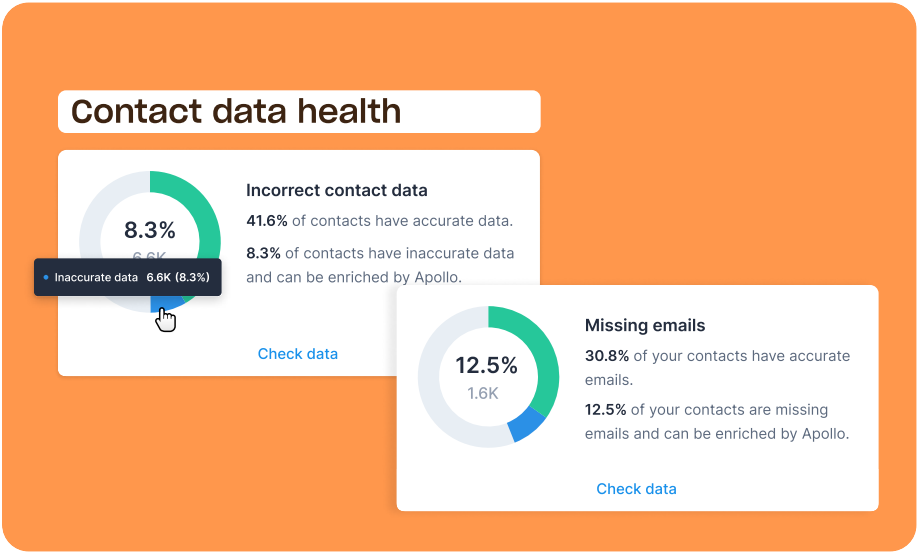 Contact data health
8.3%
6.6K
Inaccurate data 6.6K (8.3%)
Incorrect contact data
41.6% of contacts have accurate data.
8.3% of contacts have inaccurate data
and can be enriched by Apollo.
Check data
12.5%
1.6K
Missing emails
30.8% of your contacts have accurate
emails.
12.5% of your contacts are missing
emails and can be enriched by Apollo.
Check data